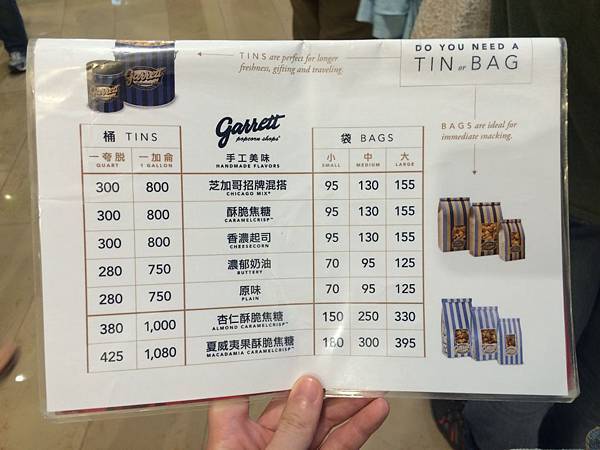 TINS are perfect for longer
freshness, gifting and traveling.
DO YOU NEED A
TIN or BAG
BAGS are ideal for
immediate snacking.
Garrett
popcorn shops®
桶 TINS
袋 BAGS
一夸脱 一加侖 手工美味 小 中 大
QUART 1 GALLON HANDMADE FLAVORS SMALL MEDIUM LARGE
300 800 芝加哥招牌混搭 95 130 155
CHICAGO MIX®
300 800 酥脆焦糖 95 130 155
CARAMELCRISP™
300 800 香濃起司 95 130 155
CHEESECORN
280 750 濃郁奶油 70 95 125
BUTTERY
280 750 原味 70 95 125
PLAIN
380 1,000 杏仁酥脆焦糖 150 250 330
ALMOND CARAMELCRISP™
425 1,080 夏威夷果酥脆焦糖 180 300 395
MACADAMIA CARAMELCRISP™